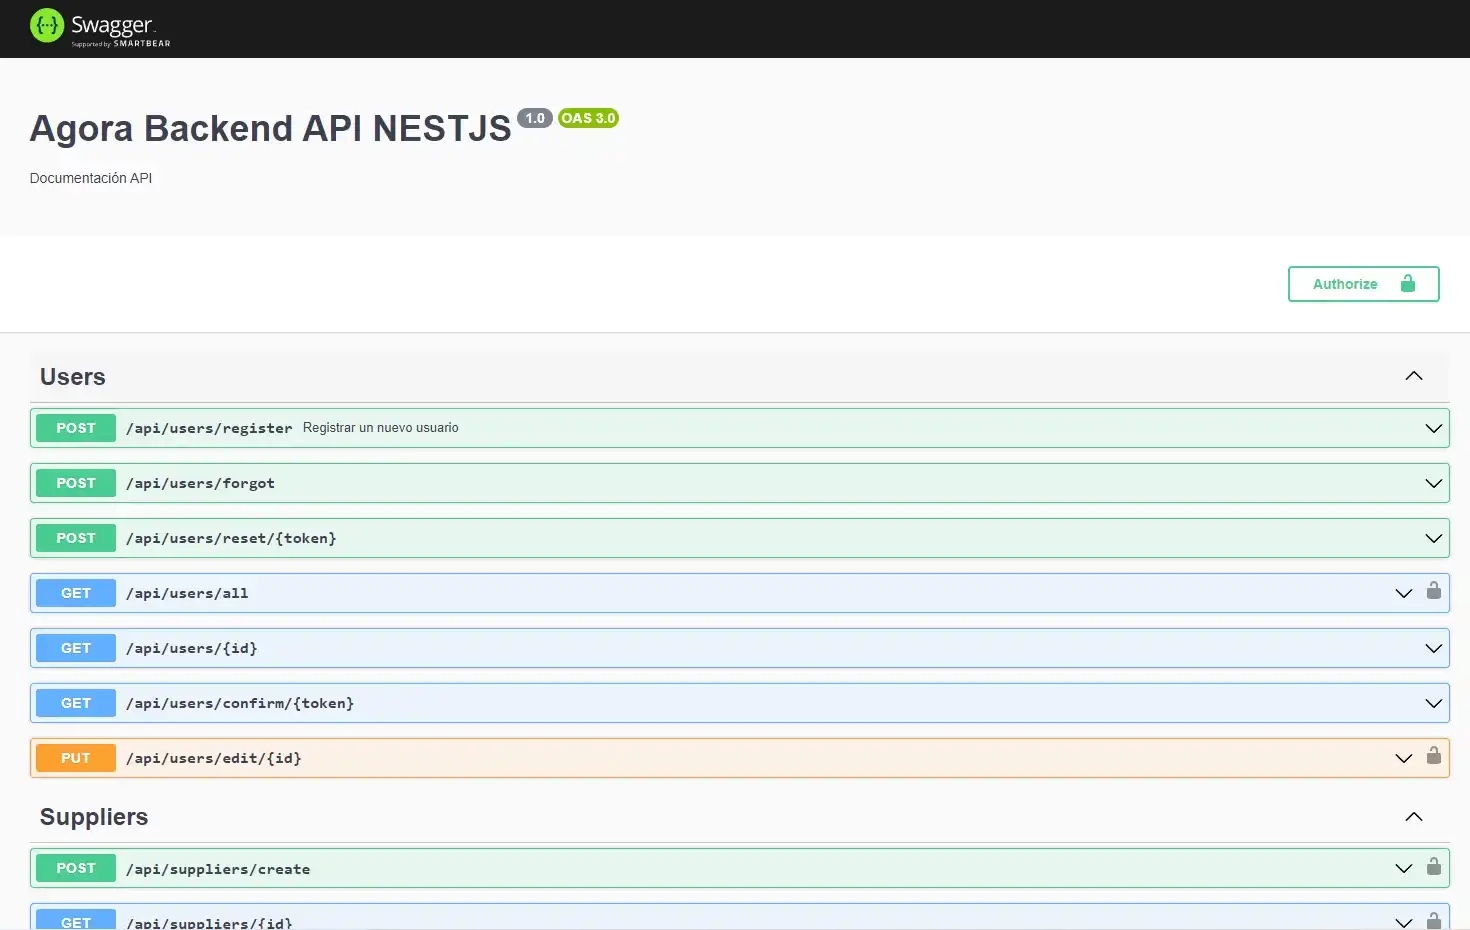 Swagger
Supported by SMARTBEAR
Agora Backend API NESTJS 1.0 OAS 3.0
Documentación API
Authorize
Users
POST /api/users/register Registrar un nuevo usuario
POST /api/users/forgot
POST /api/users/reset/{token}
GET /api/users/all
GET /api/users/{id}
GET /api/users/confirm/{token}
PUT /api/users/edit/{id}
Suppliers
POST /api/suppliers/create
GET /api/suppliers/{id}